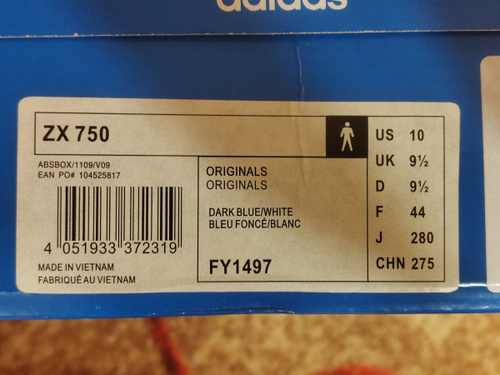 adidas
ZX 750
ABSBOX/1109/V09
EAN PO# 104525817
4 051933 372319
MADE IN VIETNAM
FABRIQUÉ AU VIETNAM
ORIGINALS
ORIGINALS
DARK BLUE/WHITE
BLEU FONCÉ/BLANC
FY1497
US 10
UK 9½
D 9½
F 44
J 280
CHN 275